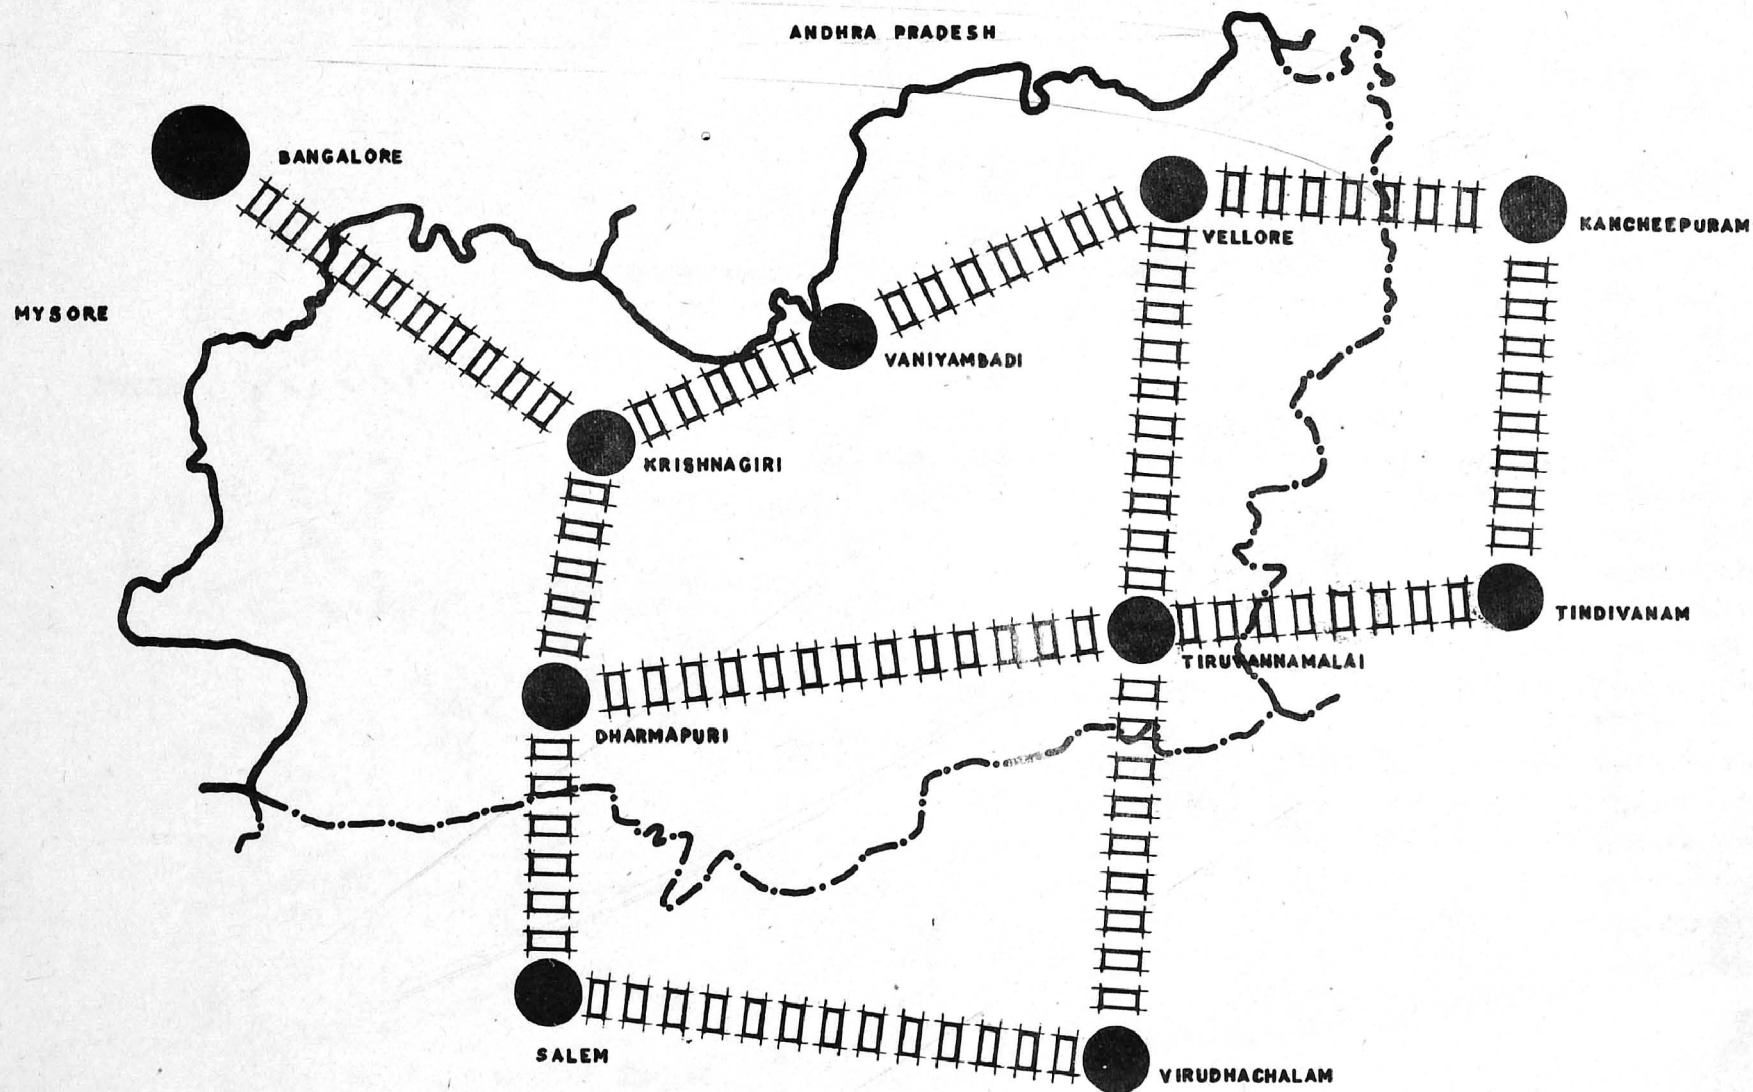 ANDHRA PRADESH
BANGALORE
KANCHEEPURAM
VELLORE
MYSORE
VANIYAMBADI
KRISHNAGIRI
TINDIVANAM
TIRUVANNAMALAI
DHARMAPURI
SALEM
VIRUDHACHALAM